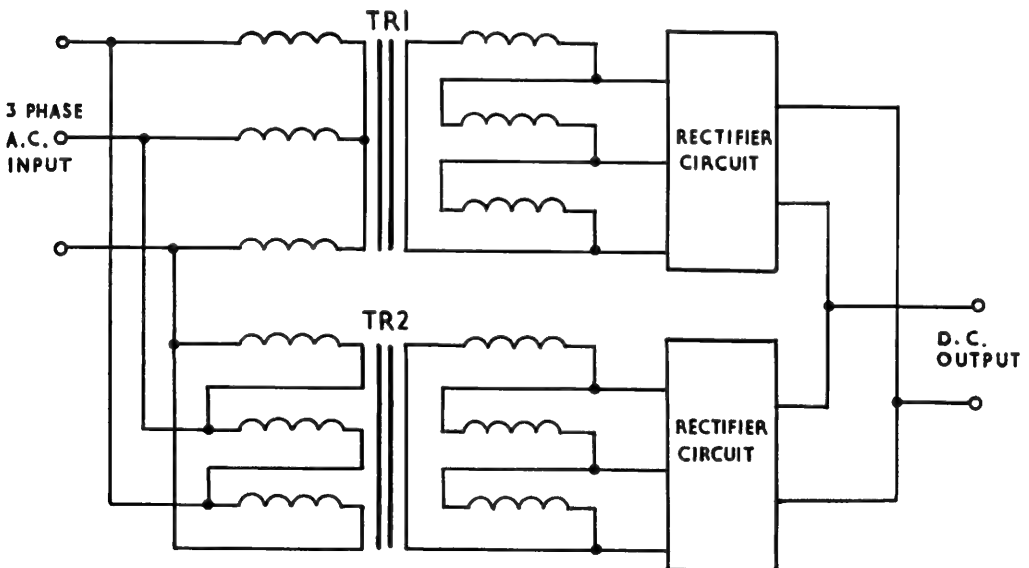 TR1
3 PHASE
A.C.
INPUT
RECTIFIER
CIRCUIT
TR2
D.C.
OUTPUT
RECTIFIER
CIRCUIT